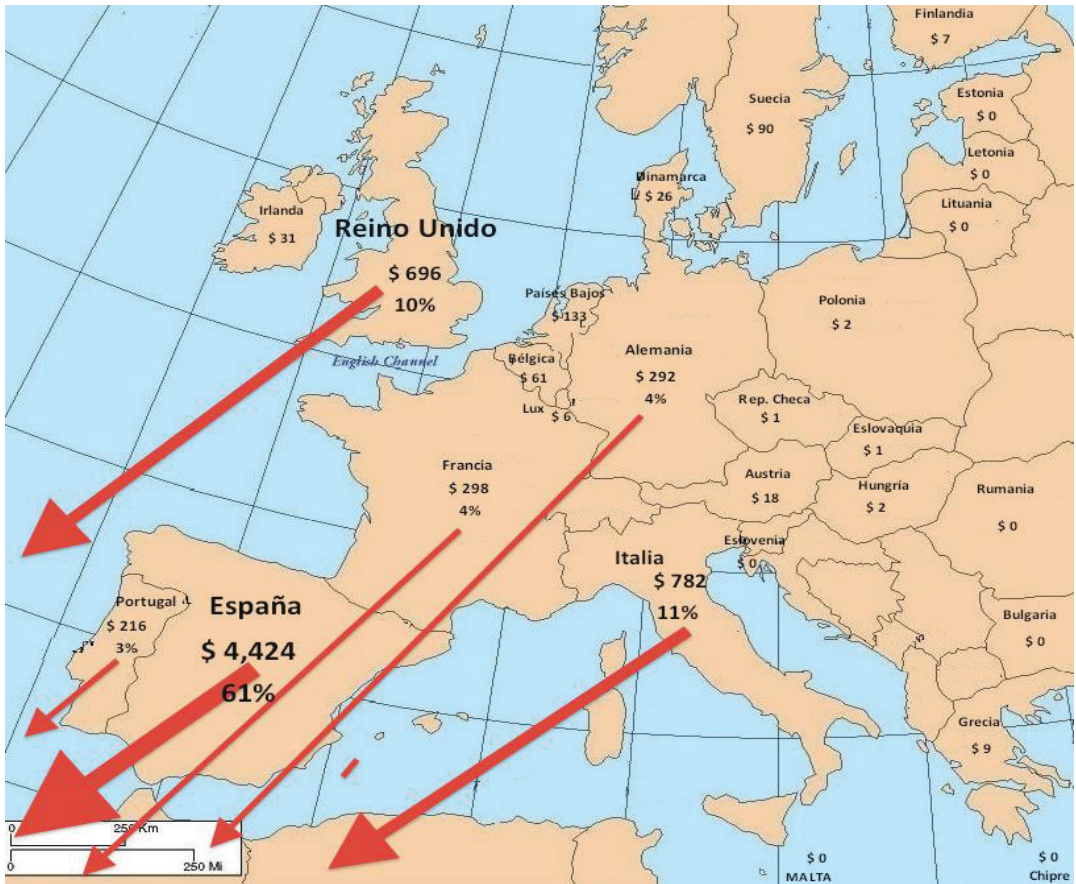 Finlandia
$ 7
Suecia
$ 90
Estonia
$ 0
Letonia
$ 0
Lituania
$ 0
Dinamarca
$ 26
Irlanda
$ 31
Reino Unido
$ 696
10%
English Channel
Países Bajos
$ 133
Bélgica
$ 61
Lux
$ 6
Alemania
$ 292
4%
Polonia
$ 2
Rep. Checa
$ 1
Eslovaquia
$ 1
Austria
$ 18
Hungría
$ 2
Rumania
$ 0
Francia
$ 298
4%
Eslovenia
$ 0
Italia
$ 782
11%
Portugal
$ 216
3%
España
$ 4,424
61%
Bulgaria
$ 0
Grecia
$ 9
0
250 Km
0
250 Mi
$ 0
MALTA
$ 0
Chipre